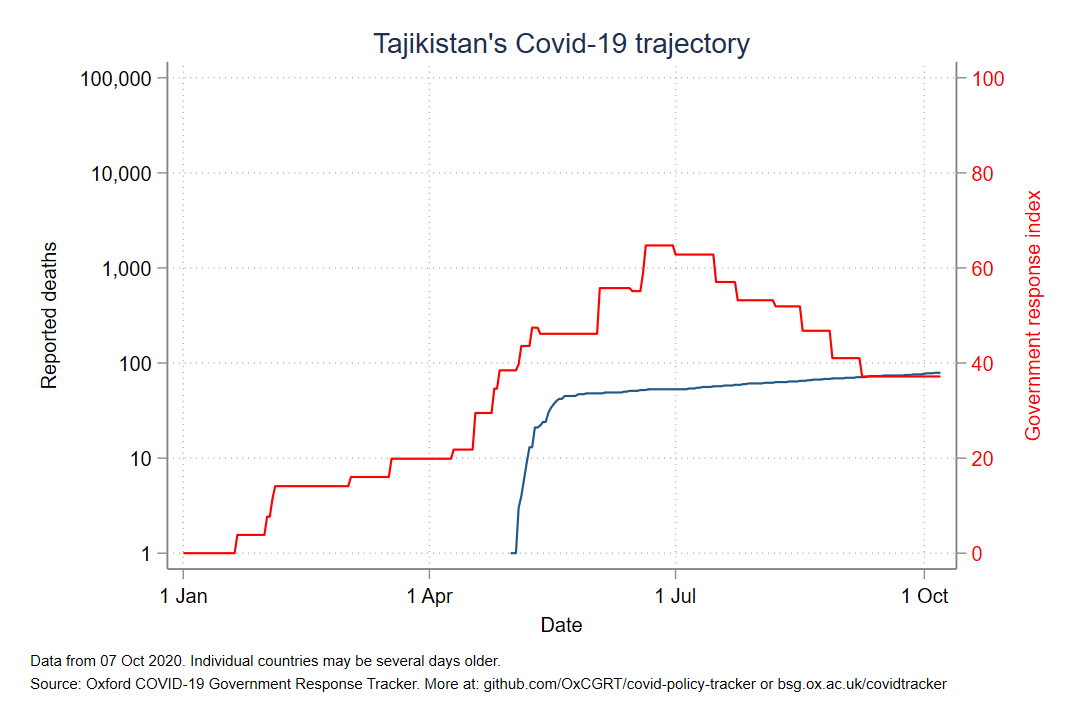 Tajikistan's Covid-19 trajectory
100,000
10,000
1,000
100
10
1
Reported deaths
100
80
60
40
20
0
Government response index
1 Jan 1 Apr 1 Jul 1 Oct
Date
Data from 07 Oct 2020. Individual countries may be several days older.
Source: Oxford COVID-19 Government Response Tracker. More at: github.com/OxCGRT/covid-policy-tracker or bsg.ox.ac.uk/covidtracker